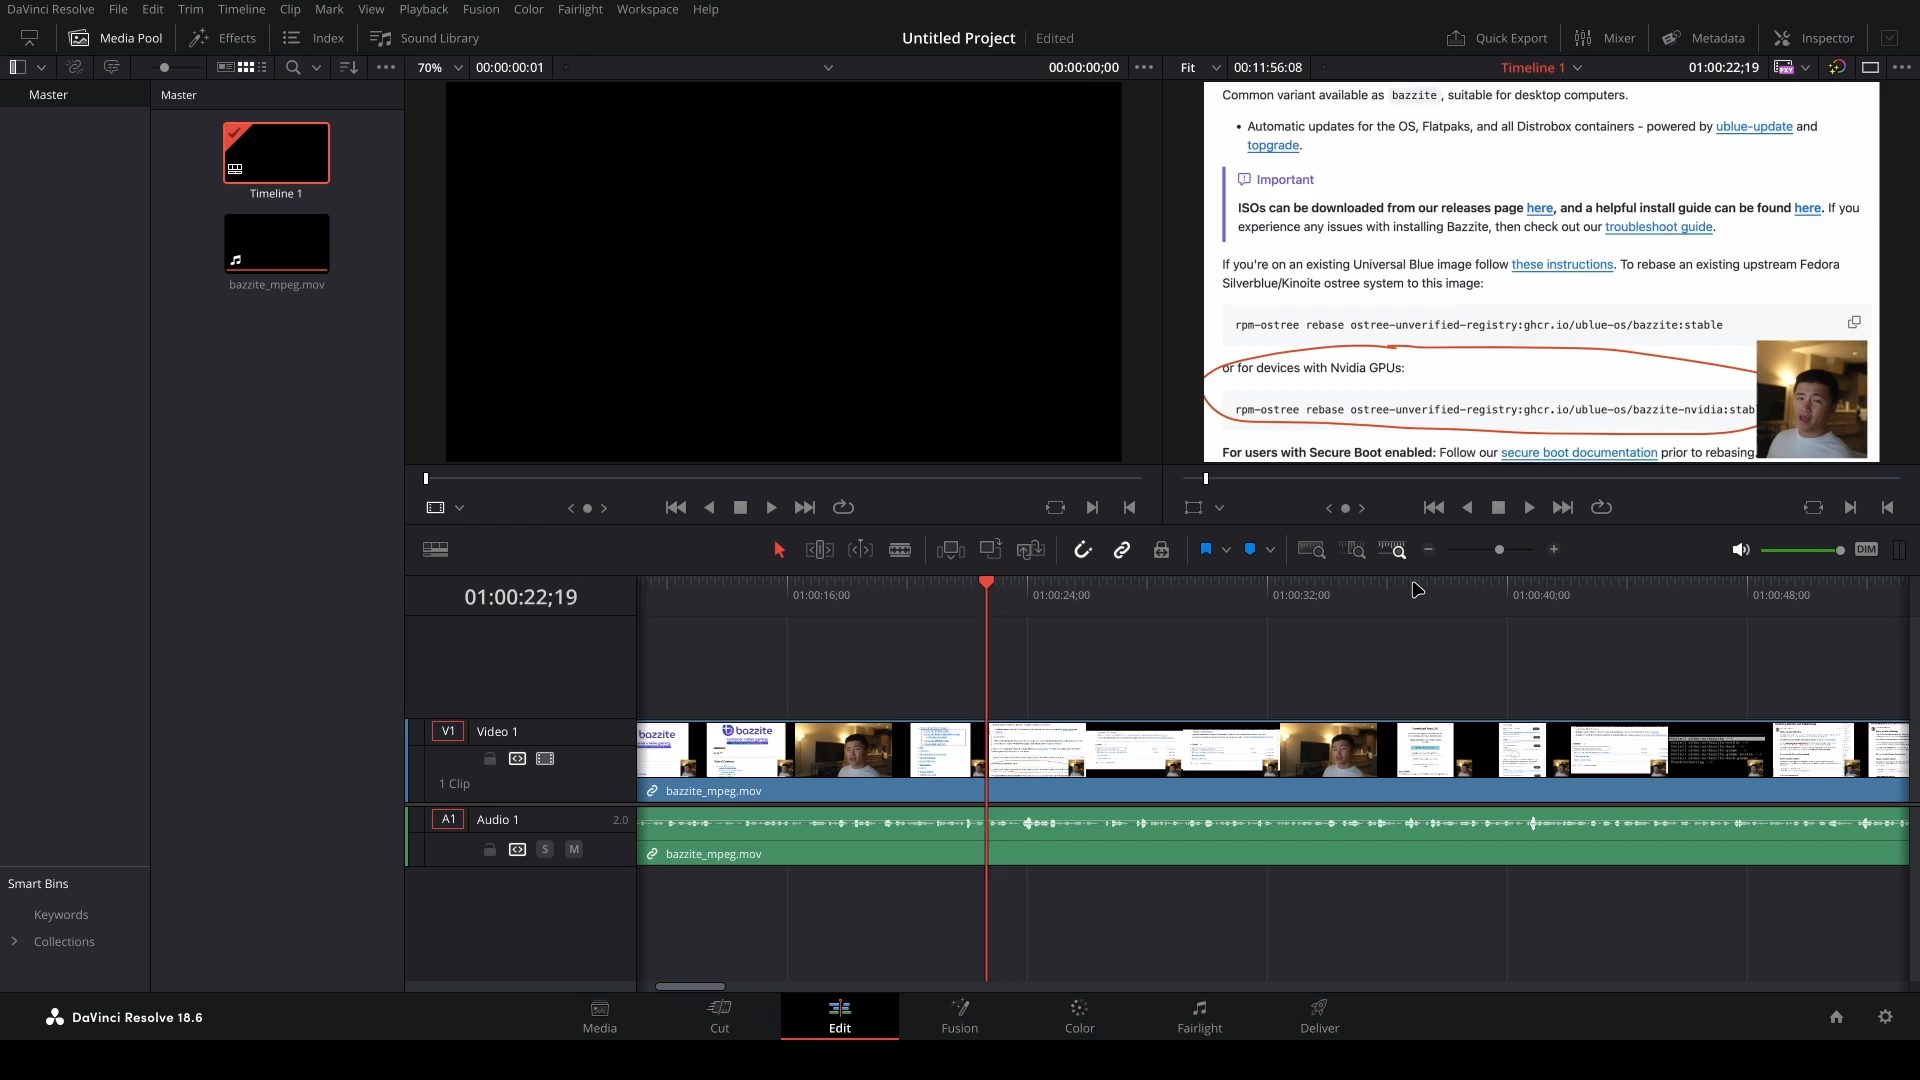 DaVinci Resolve File Edit Trim Timeline Clip Mark View Playback Fusion Color Fairlight Workspace Help
Media Pool Effects Index Sound Library Untitled Project Edited Quick Export Mixer Metadata Inspector
70% 00:00:00:01 00:00:00;00 Fit 00:11:56:08 Timeline 1 01:00:22;19
Master
Master
Timeline 1
bazzite_mpeg.mov
Common variant available as bazzite, suitable for desktop computers.
• Automatic updates for the OS, Flatpaks, and all Distrobox containers - powered by ublue-update and
topgrade.
Important
ISOs can be downloaded from our releases page here, and a helpful install guide can be found here. If you
experience any issues with installing Bazzite, then check out our troubleshoot guide.
If you're on an existing Universal Blue image follow these instructions. To rebase an existing upstream Fedora
Silverblue/Kinoite ostree system to this image:
rpm-ostree rebase ostree-unverified-registry:ghcr.io/ublue-os/bazzite:stable
or for devices with Nvidia GPUs:
rpm-ostree rebase ostree-unverified-registry:ghcr.io/ublue-os/bazzite-nvidia:stab
For users with Secure Boot enabled: Follow our secure boot documentation prior to rebasing.
DIM
01:00:22;19
01:00:16;00 01:00:24;00 01:00:32;00 01:00:40;00 01:00:48;00
V1 Video 1
1 Clip
bazzite
bazzite
bazzite_mpeg.mov
A1 Audio 1 2.0
S M
bazzite_mpeg.mov
Smart Bins
Keywords
Collections
DaVinci Resolve 18.6
Media Cut Edit Fusion Color Fairlight Deliver